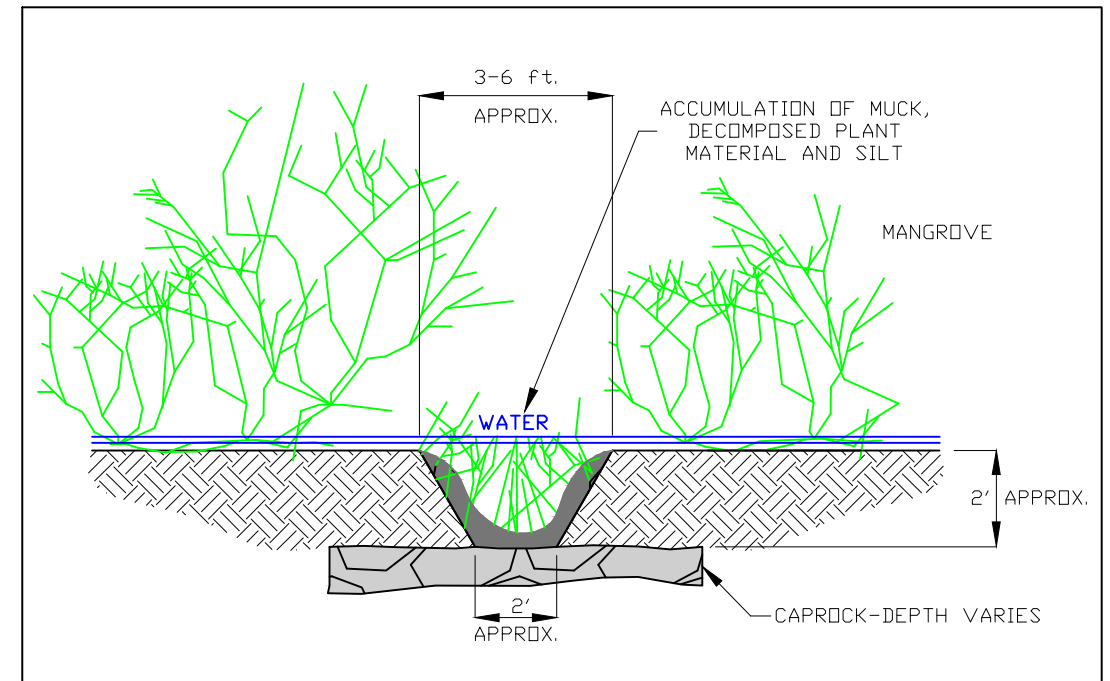 3-6 ft.
APPROX.
ACCUMULATION OF MUCK,
DECOMPOSED PLANT
MATERIAL AND SILT
MANGROVE
WATER
2' APPROX.
2'
APPROX.
CAPROCK-DEPTH VARIES